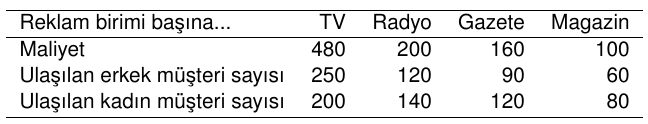 Reklam birimi başına... TV Radyo Gazete Magazin
Maliyet 480 200 160 100
Ulaşılan erkek müşteri sayısı 250 120 90 60
Ulaşılan kadın müşteri sayısı 200 140 120 80